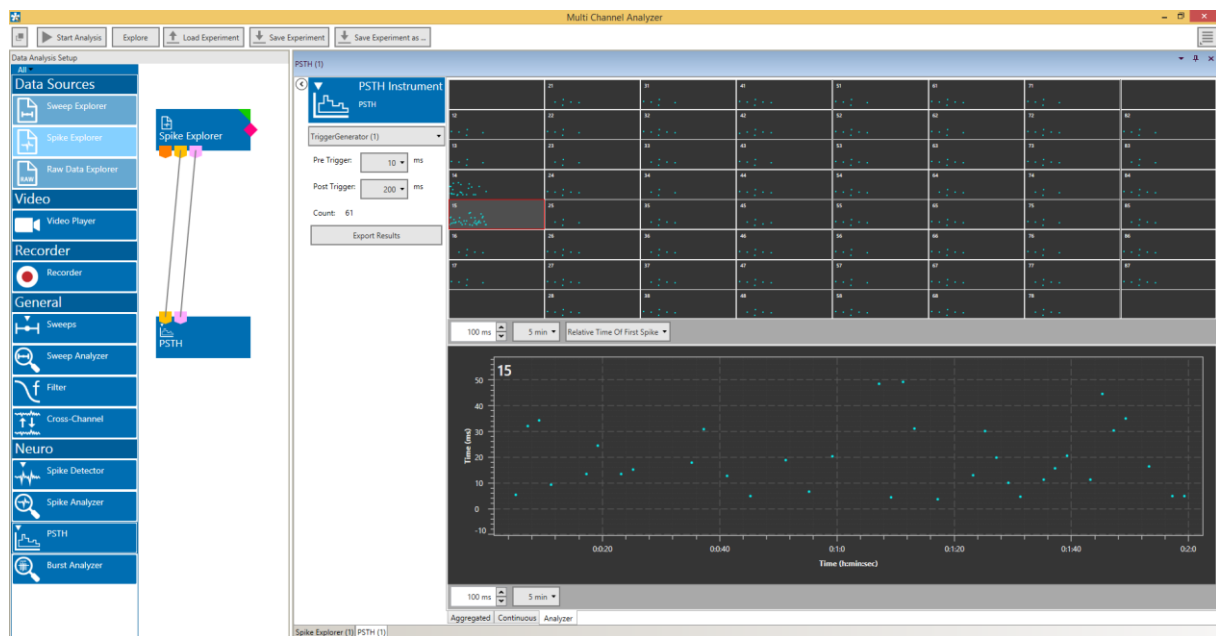 Multi Channel Analyzer
Start Analysis
Explore
Load Experiment
Save Experiment
Save Experiment as ...
Data Analysis Setup
All
Data Sources
Sweep Explorer
Spike Explorer
RAW
Raw Data Explorer
Video
Video Player
Recorder
Recorder
General
Sweeps
Sweep Analyzer
Filter
Cross-Channel
Neuro
Spike Detector
Spike Analyzer
PSTH
Burst Analyzer
Spike Explorer
PSTH
PSTH (1)
PSTH Instrument
PSTH
TriggerGenerator (1)
Pre Trigger: 10 ms
Post Trigger: 200 ms
Count: 61
Export Results
21 31 41 51 61 71
12 22 32 42 52 62 72 82
13 23 33 43 53 63 73 83
14 24 34 44 54 64 74 84
15 25 35 45 55 65 75 85
16 26 36 46 56 66 76 86
17 27 37 47 57 67 77 87
28 38 48 58 68 78
100 ms 5 min Relative Time Of First Spike
15
Time (ms)
50
40
30
20
10
0
-10
0:0:20 0:0:40 0:1:0 0:1:20 0:1:40 0:2:0
Time (h:min:sec)
100 ms 5 min
Aggregated Continuous Analyzer
Spike Explorer (1) PSTH (1)